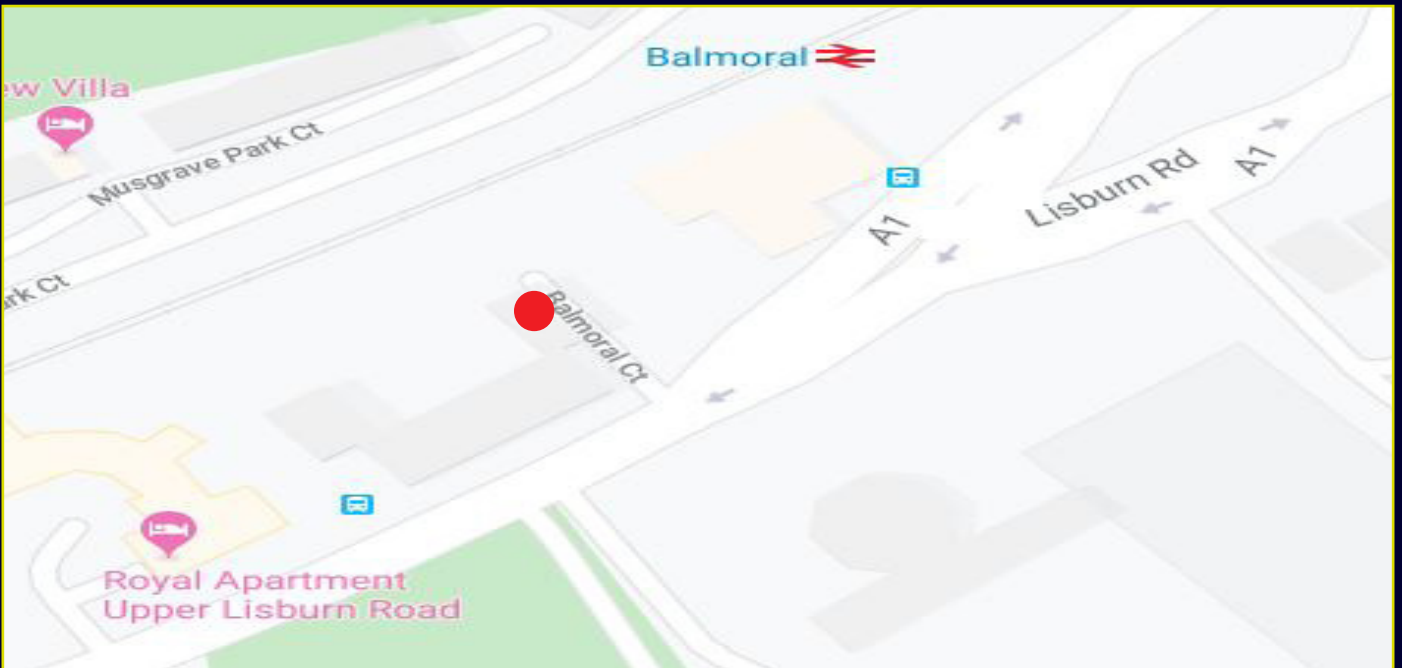 Balmoral
ew Villa
Musgrave Park Ct
A1
Lisburn Rd
A1
rk Ct
Balmoral Ct
Royal Apartment
Upper Lisburn Road